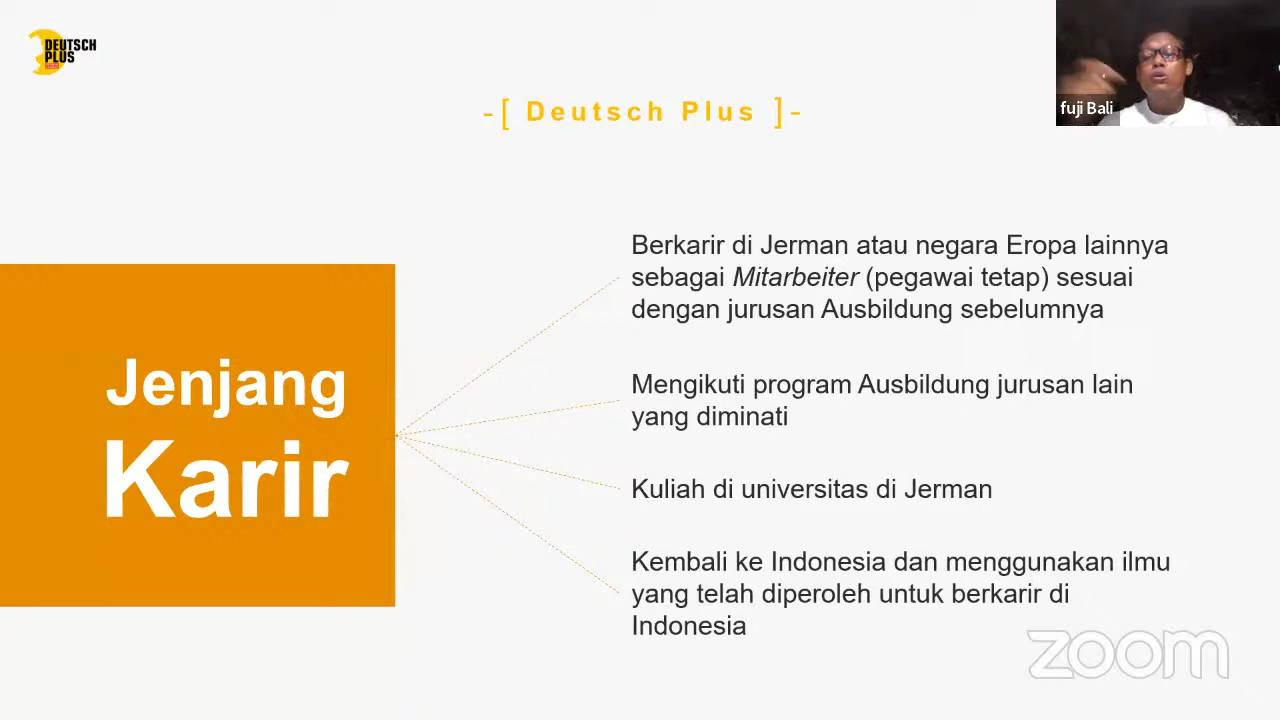 DEUTSCH
PLUS
-[ Deutsch Plus ]-
fuji Bali
Jenjang
Karir
Berkarir di Jerman atau negara Eropa lainnya
sebagai Mitarbeiter (pegawai tetap) sesuai
dengan jurusan Ausbildung sebelumnya
Mengikuti program Ausbildung jurusan lain
yang diminati
Kuliah di universitas di Jerman
Kembali ke Indonesia dan menggunakan ilmu
yang telah diperoleh untuk berkarir di
Indonesia
zoom